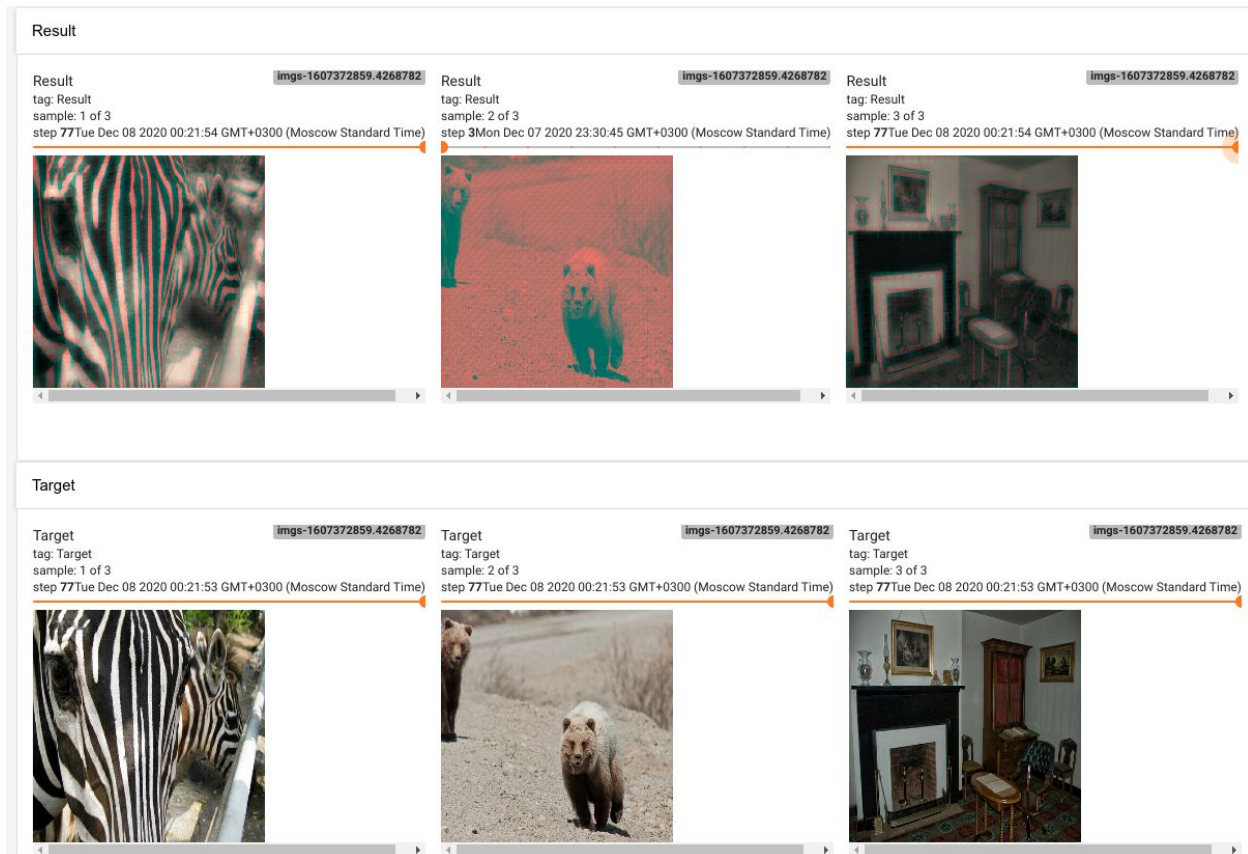 Result
Result imgs-1607372859.4268782
tag: Result
sample: 1 of 3
step 77Tue Dec 08 2020 00:21:54 GMT+0300 (Moscow Standard Time)
Result imgs-1607372859.4268782
tag: Result
sample: 2 of 3
step 3Mon Dec 07 2020 23:30:45 GMT+0300 (Moscow Standard Time)
Result imgs-1607372859.4268782
tag: Result
sample: 3 of 3
step 77Tue Dec 08 2020 00:21:54 GMT+0300 (Moscow Standard Time)
Target
Target imgs-1607372859.4268782
tag: Target
sample: 1 of 3
step 77Tue Dec 08 2020 00:21:53 GMT+0300 (Moscow Standard Time)
Target imgs-1607372859.4268782
tag: Target
sample: 2 of 3
step 77Tue Dec 08 2020 00:21:53 GMT+0300 (Moscow Standard Time)
Target imgs-1607372859.4268782
tag: Target
sample: 3 of 3
step 77Tue Dec 08 2020 00:21:53 GMT+0300 (Moscow Standard Time)